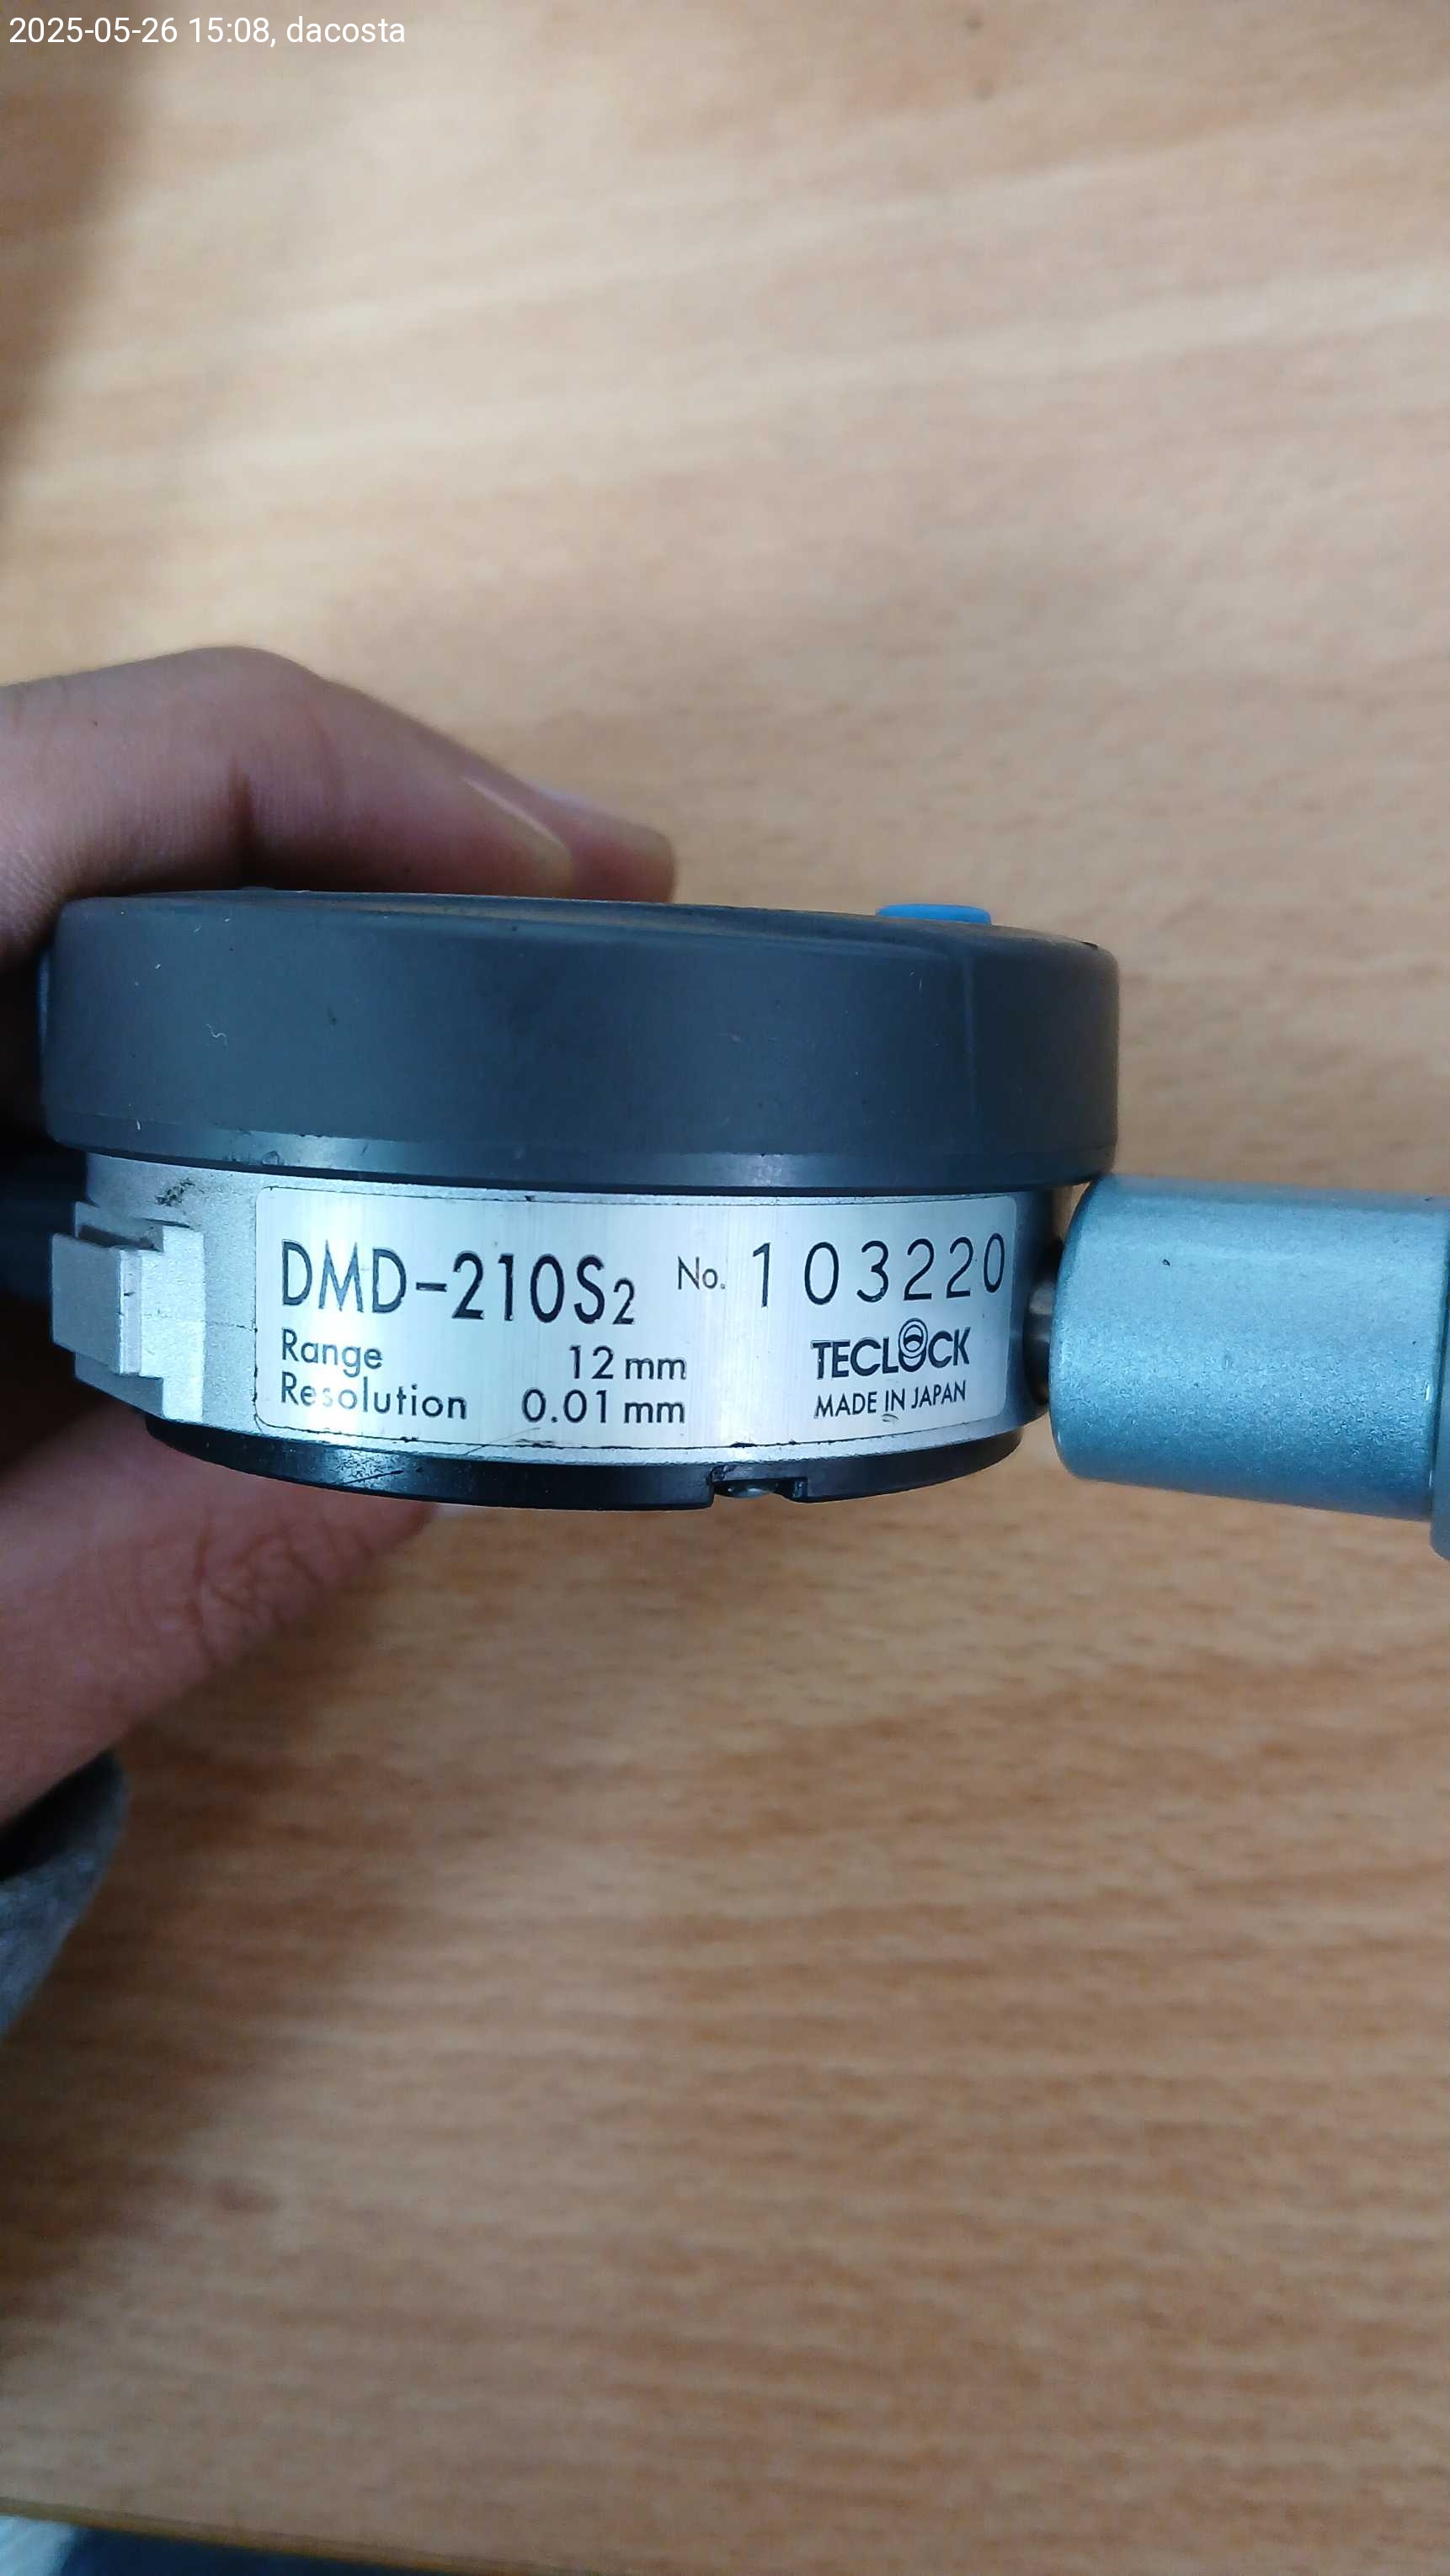 2025-05-26 15:08, dacosta
DMD-210S2 No. 103220
Range 12 mm
Resolution 0.01 mm
TECLOCK
MADE IN JAPAN